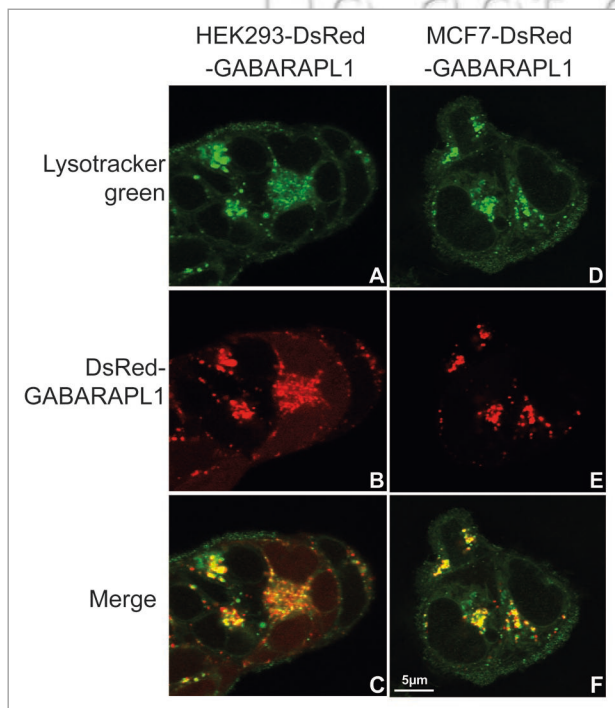 HEK293-DsRed
-GABARAPL1
MCF7-DsRed
-GABARAPL1
Lysotracker
green
A
D
DsRed-
GABARAPL1
B
E
Merge
C
5µm
F